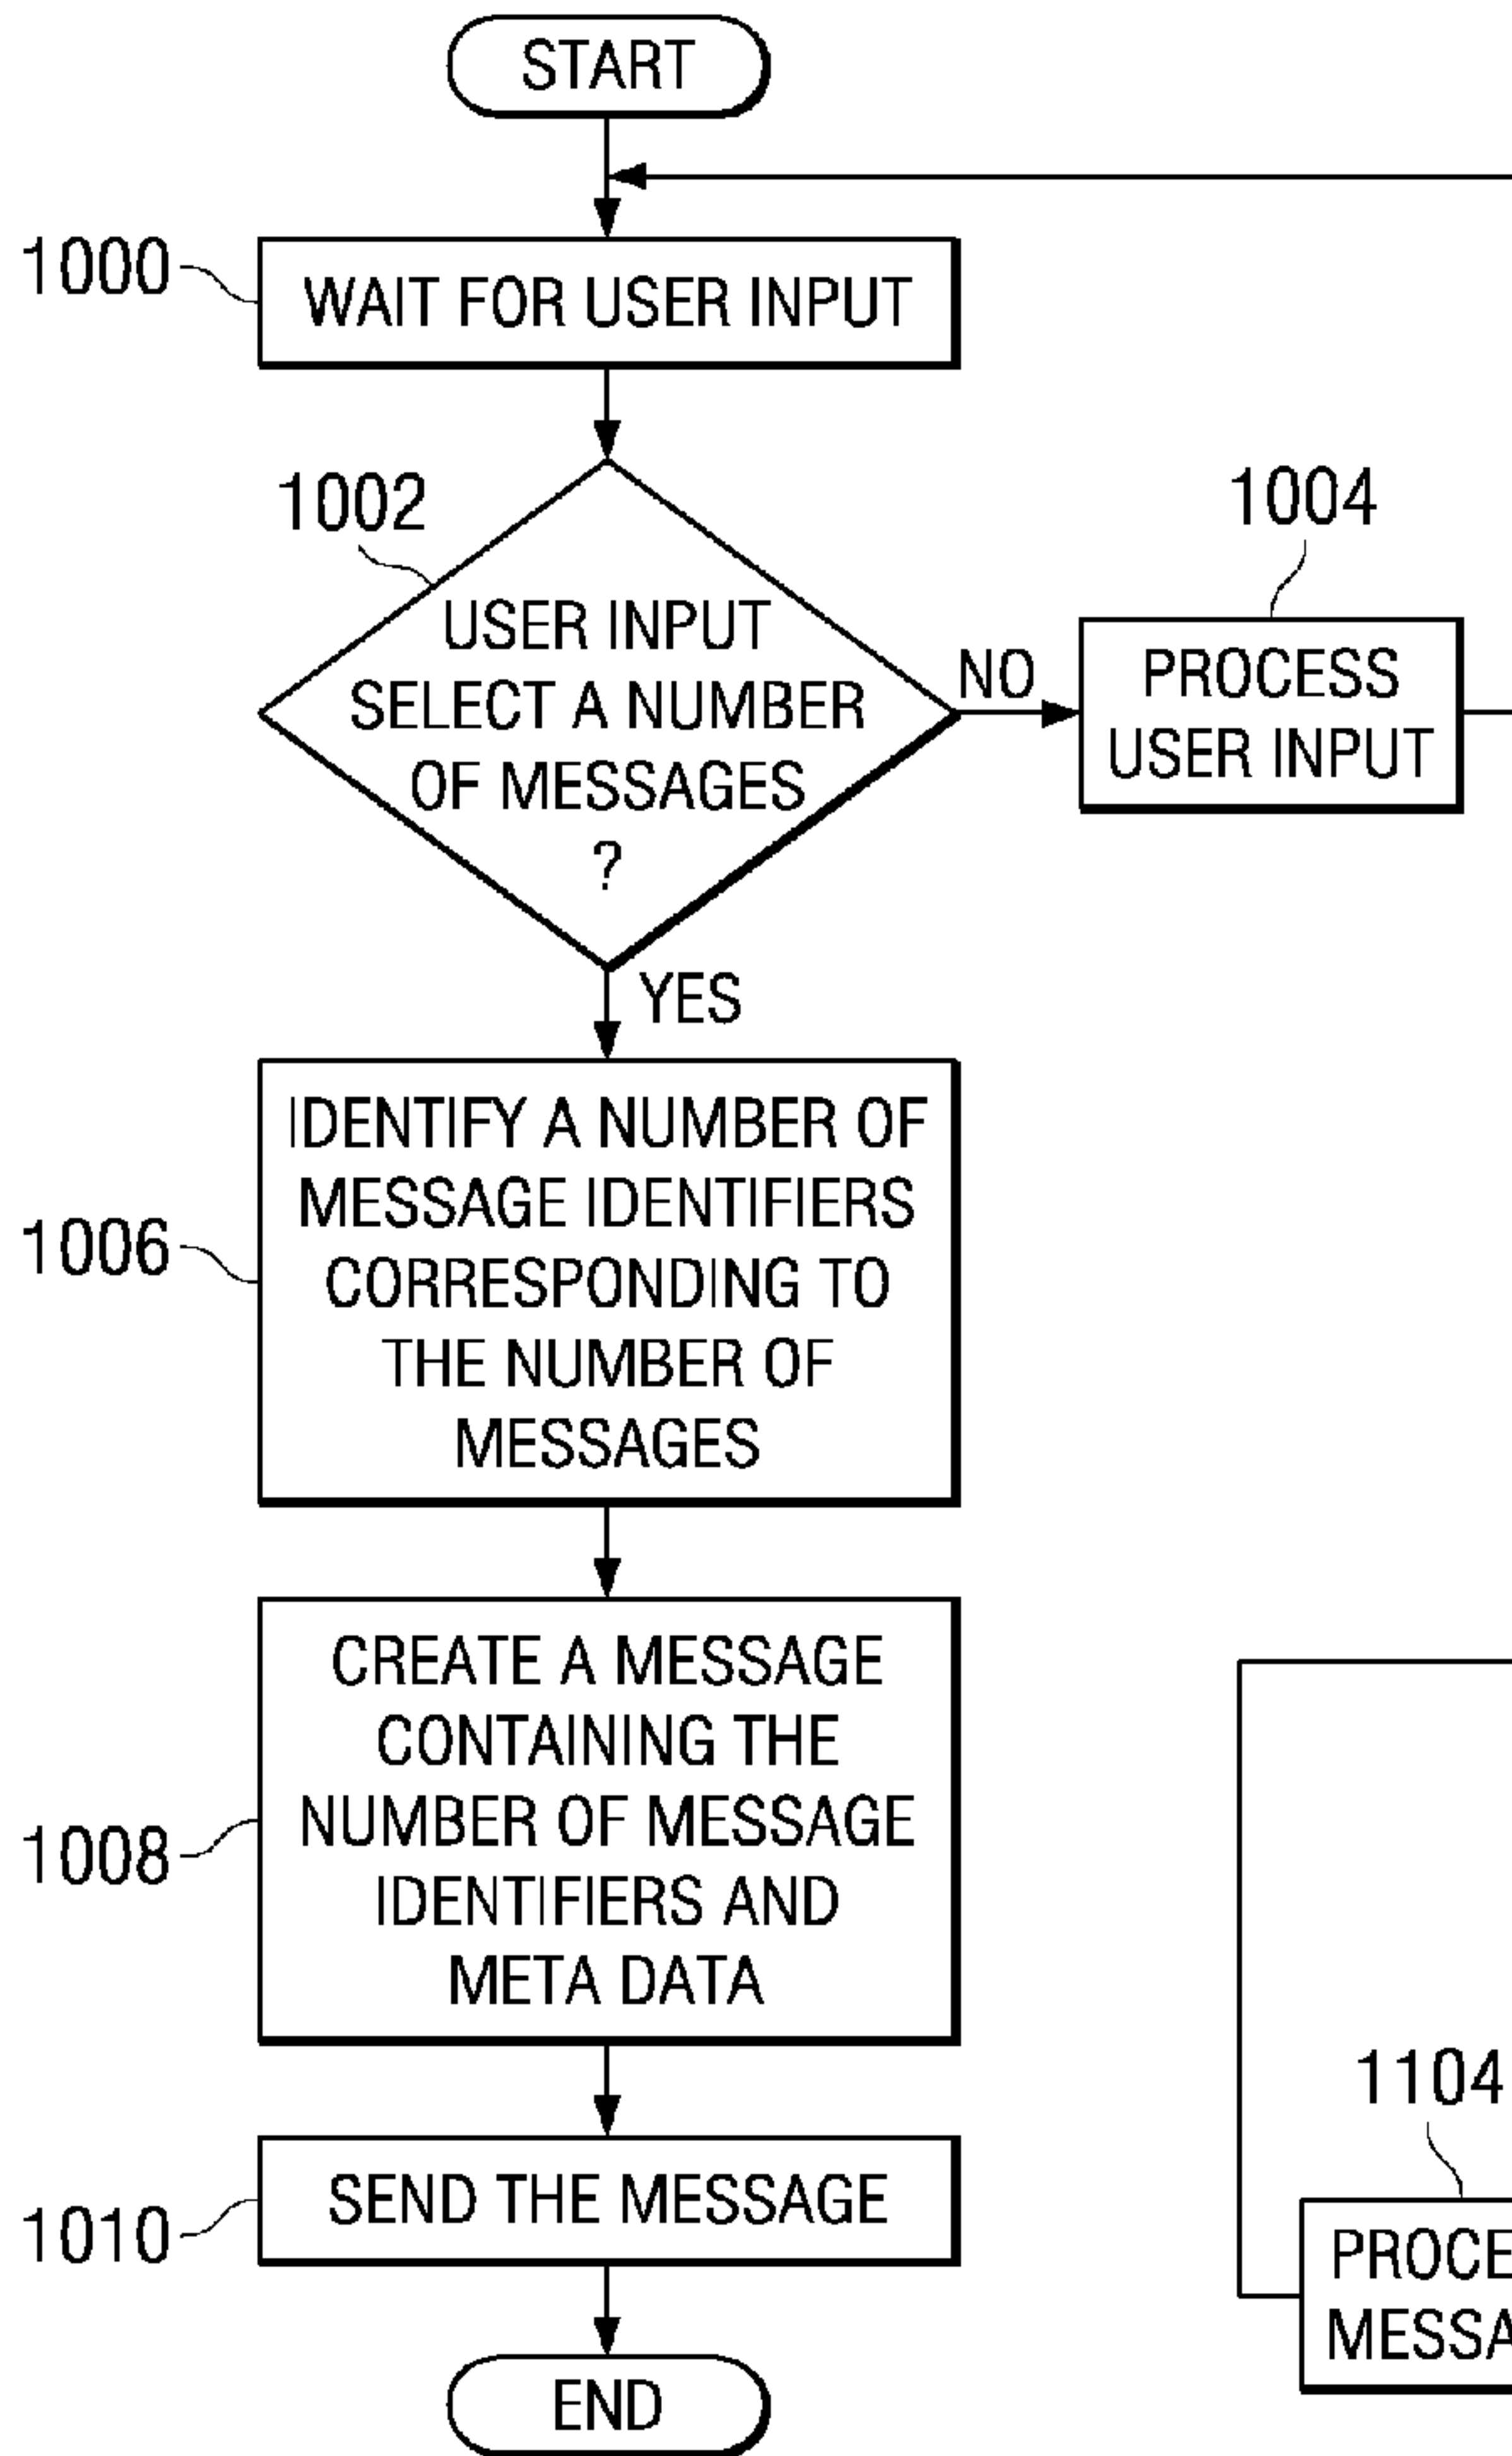 START
1000
WAIT FOR USER INPUT
1002
USER INPUT
SELECT A NUMBER
OF MESSAGES
?
NO
1004
PROCESS
USER INPUT
YES
1006
IDENTIFY A NUMBER OF
MESSAGE IDENTIFIERS
CORRESPONDING TO
THE NUMBER OF
MESSAGES
1008
CREATE A MESSAGE
CONTAINING THE
NUMBER OF MESSAGE
IDENTIFIERS AND
META DATA
1010
SEND THE MESSAGE
END
1104